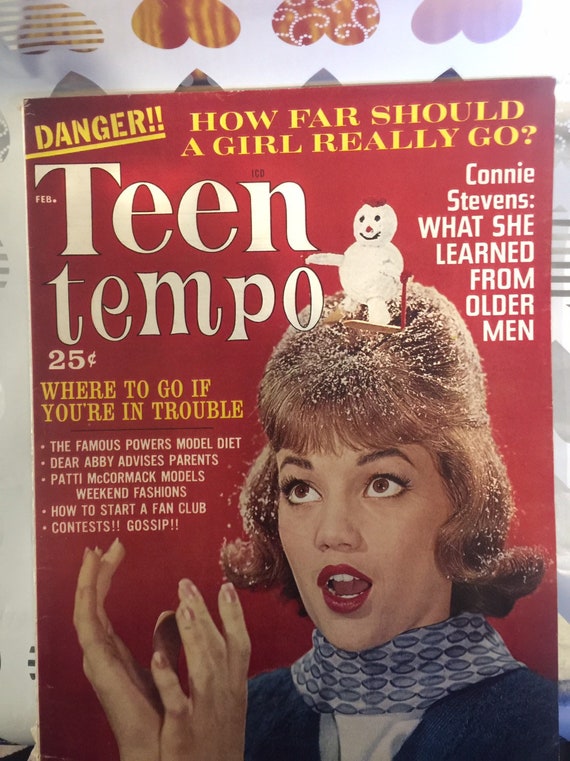 DANGER!!
HOW FAR SHOULD
A GIRL REALLY GO?
ICD
FEB.
Teen
tempo
25¢
Connie
Stevens:
WHAT SHE
LEARNED
FROM
OLDER
MEN
WHERE TO GO IF
YOU'RE IN TROUBLE
• THE FAMOUS POWERS MODEL DIET
• DEAR ABBY ADVISES PARENTS
• PATTI McCORMACK MODELS
WEEKEND FASHIONS
• HOW TO START A FAN CLUB
• CONTESTS!! GOSSIP!!